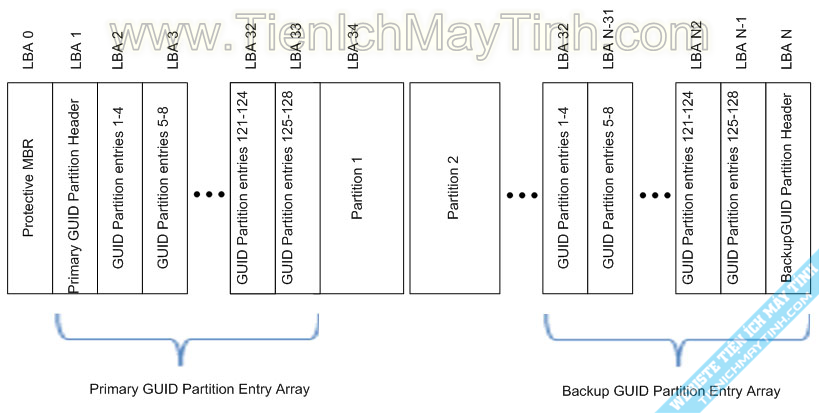 www.TienIchMayTinh.com
LBA 0
LBA 1
LBA 2
LBA 3
LBA 32
LBA 33
LBA 34
LBA 32
LBA N-31
LBA N2
LBA N-1
LBA N
Protective MBR
Primary GUID Partition Header
GUID Partition entries 1-4
GUID Partition entries 5-8
GUID Partition entries 121-124
GUID Partition entries 125-128
Partition 1
Partition 2
GUID Partition entries 1-4
GUID Partition entries 5-8
GUID Partition entries 121-124
GUID Partition entries 125-128
BackupGUID Partition Header
Primary GUID Partition Entry Array
Backup GUID Partition Entry Array
WEBISTE TIỆN ÍCH MÁY TÍNH
TIENICHMAYTINH.COM